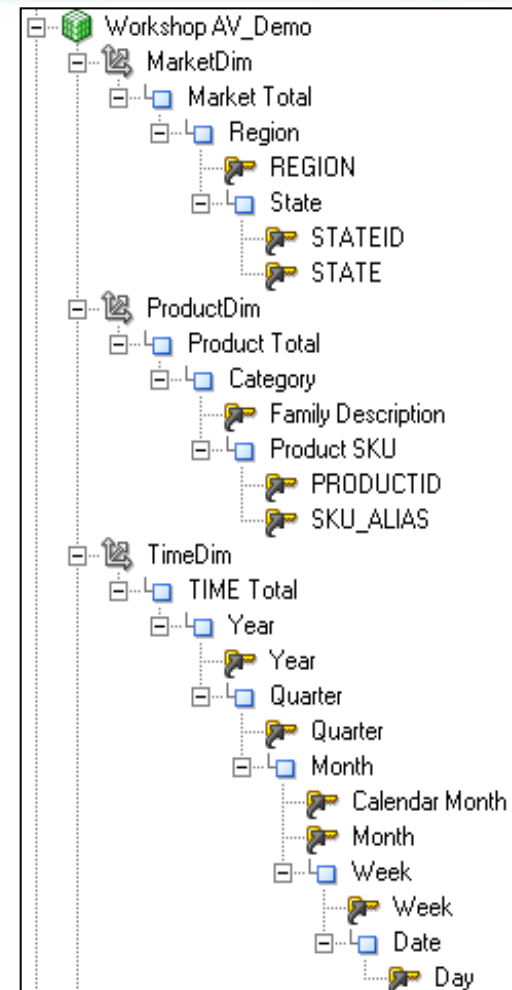 Workshop AV_Demo
MarketDim
Market Total
Region
REGION
State
STATEID
STATE
ProductDim
Product Total
Category
Family Description
Product SKU
PRODUCTID
SKU_ALIAS
TimeDim
TIME Total
Year
Year
Quarter
Quarter
Month
Calendar Month
Month
Week
Week
Date
Day